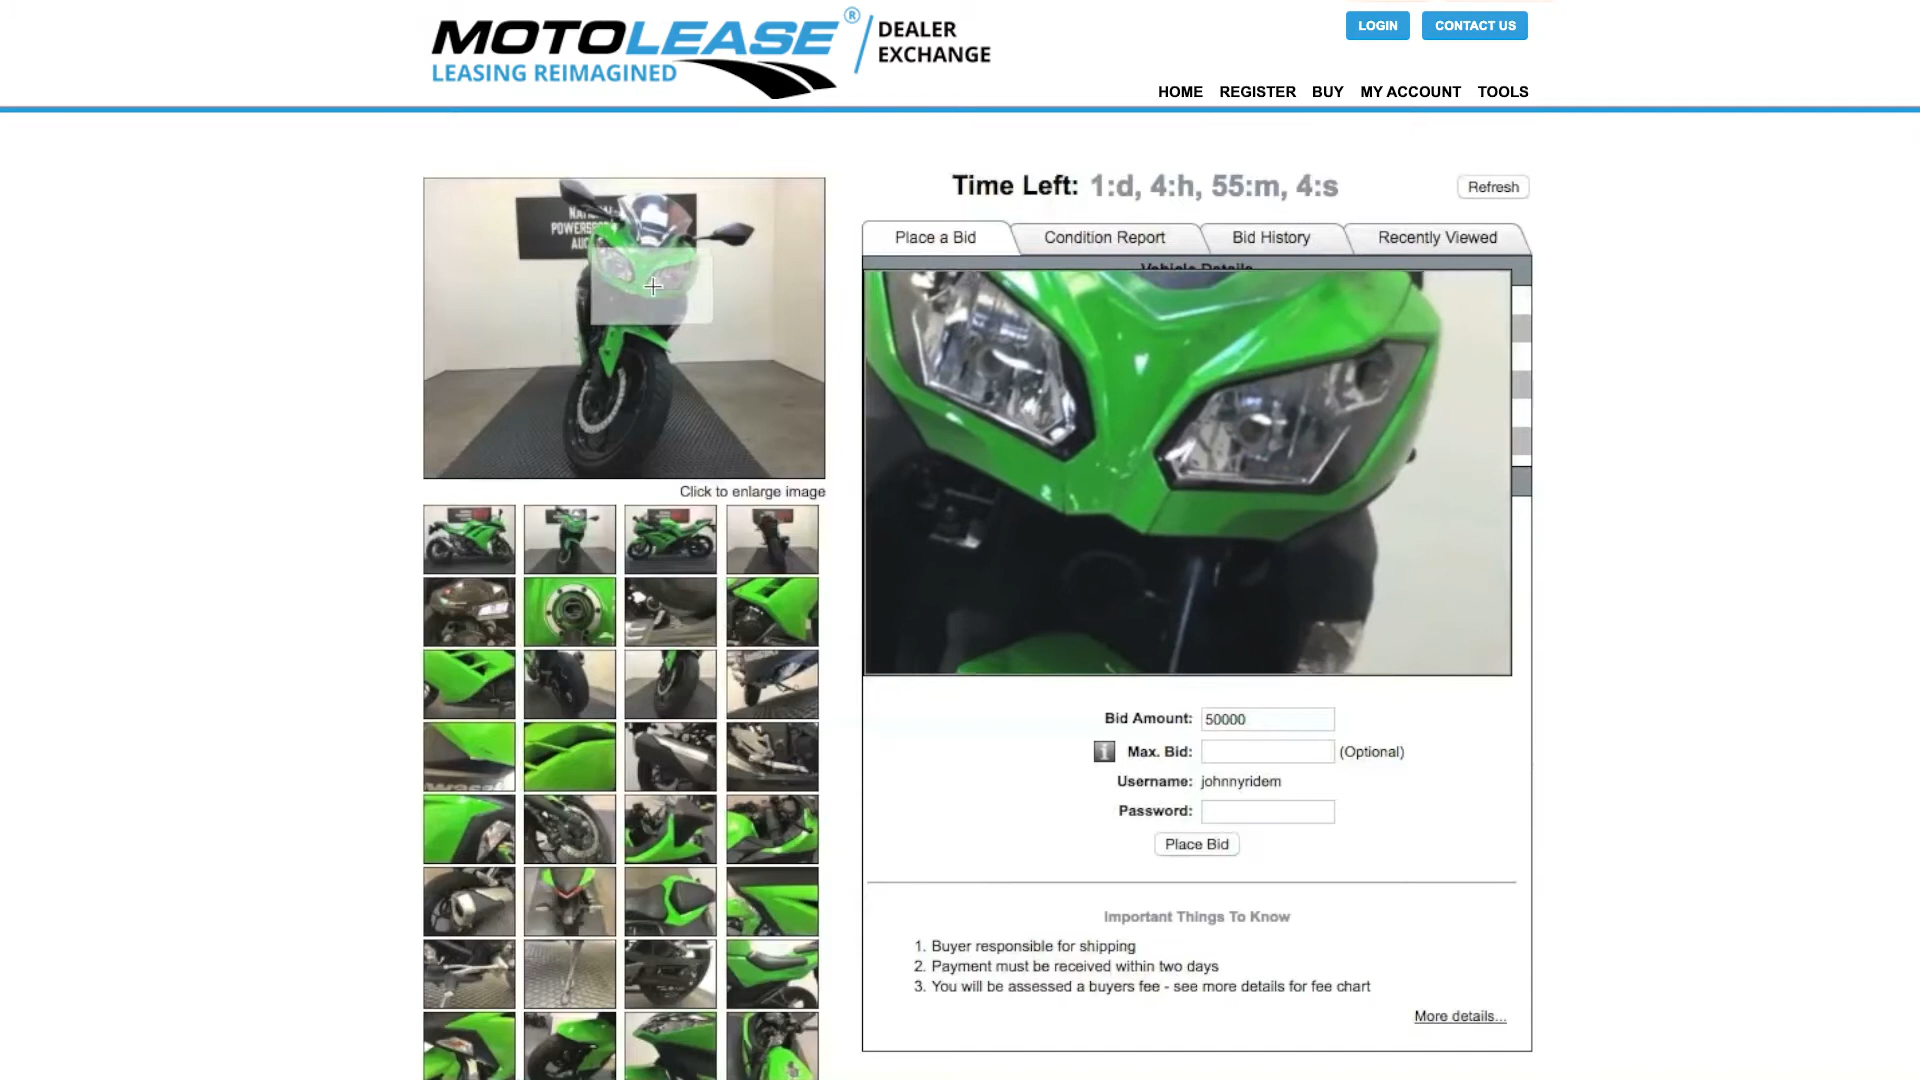 MOTOLEASE®
LEASING REIMAGINED
DEALER
EXCHANGE
LOGIN
CONTACT US
HOME
REGISTER
BUY
MY ACCOUNT
TOOLS
Click to enlarge image
Time Left: 1:d, 4:h, 55:m, 4:s
Refresh
Place a Bid
Condition Report
Bid History
Recently Viewed
Vehicle Details
Bid Amount: 50000
Max. Bid: (Optional)
Username: johnnyridem
Password:
Place Bid
Important Things To Know
1. Buyer responsible for shipping
2. Payment must be received within two days
3. You will be assessed a buyers fee - see more details for fee chart
More details...